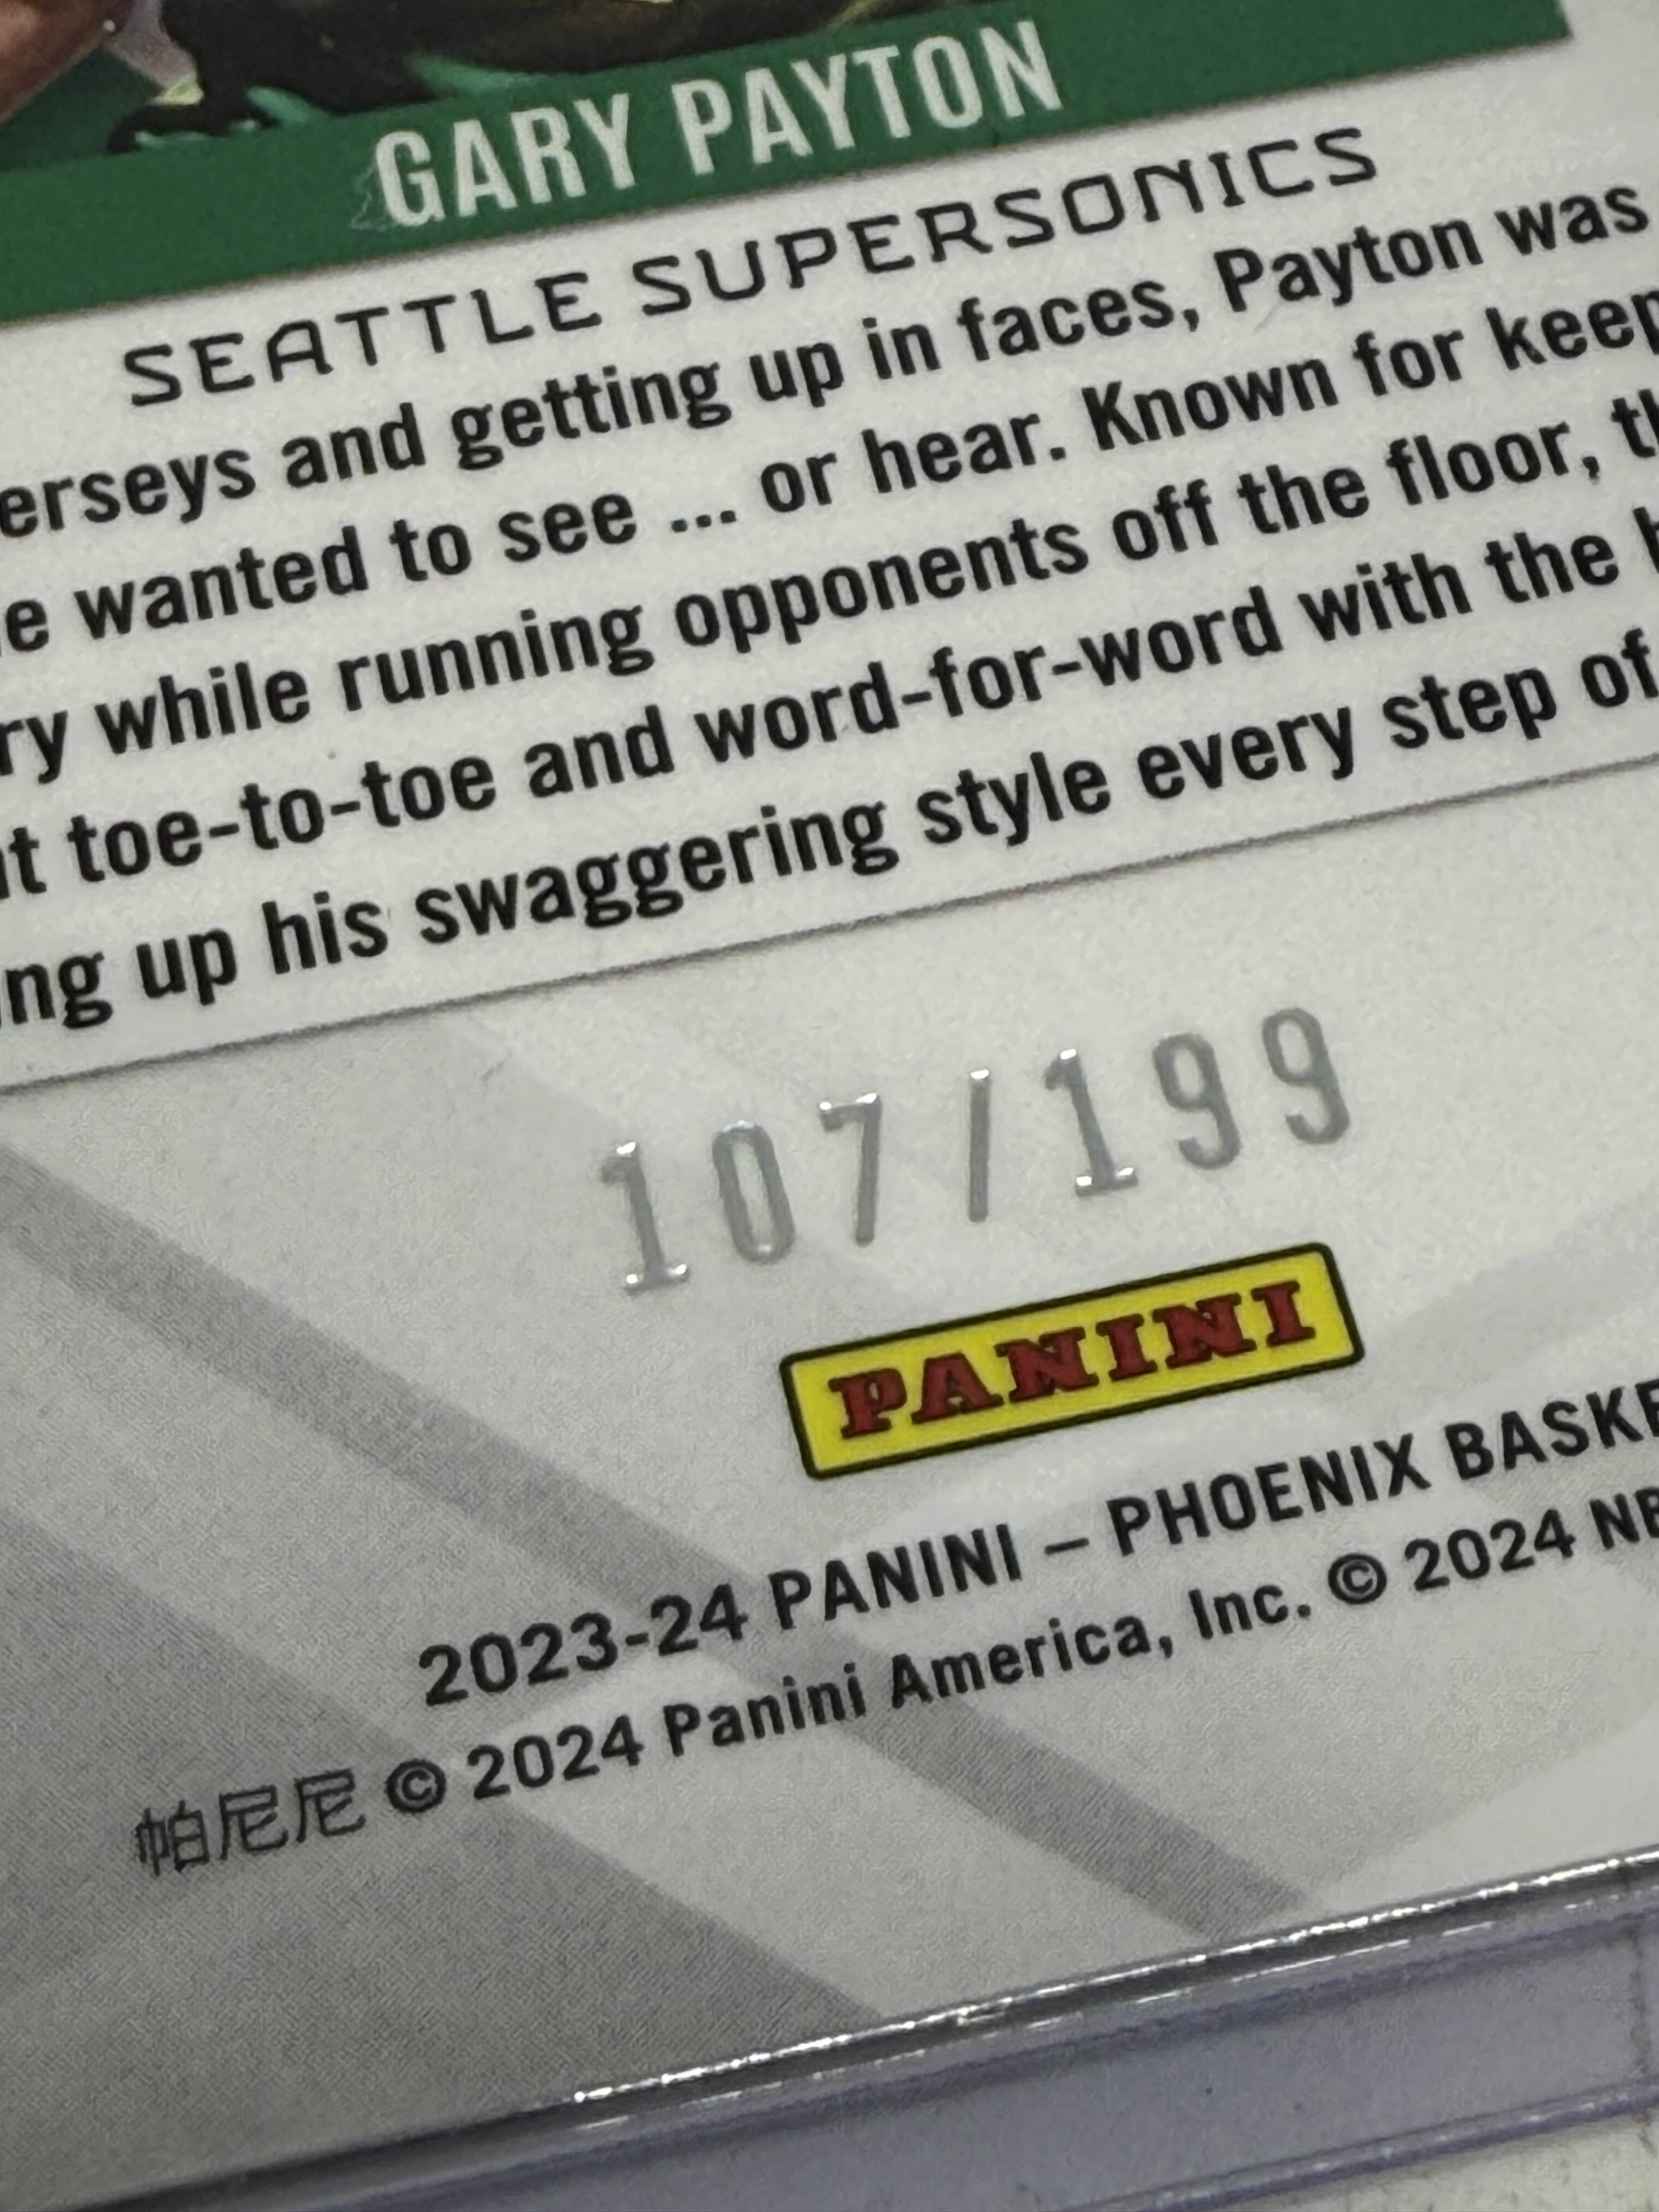 GARY PAYTON
SEATTLE SUPERSONICS
erseys and getting up in faces, Payton was
e wanted to see ... or hear. Known for keep
ry while running opponents off the floor, th
t toe-to-toe and word-for-word with the
ng up his swaggering style every step of
107/199
PANINI
2023-24 PANINI – PHOENIX BASKE
© 2024 Panini America, Inc. © 2024 NB
帕尼尼